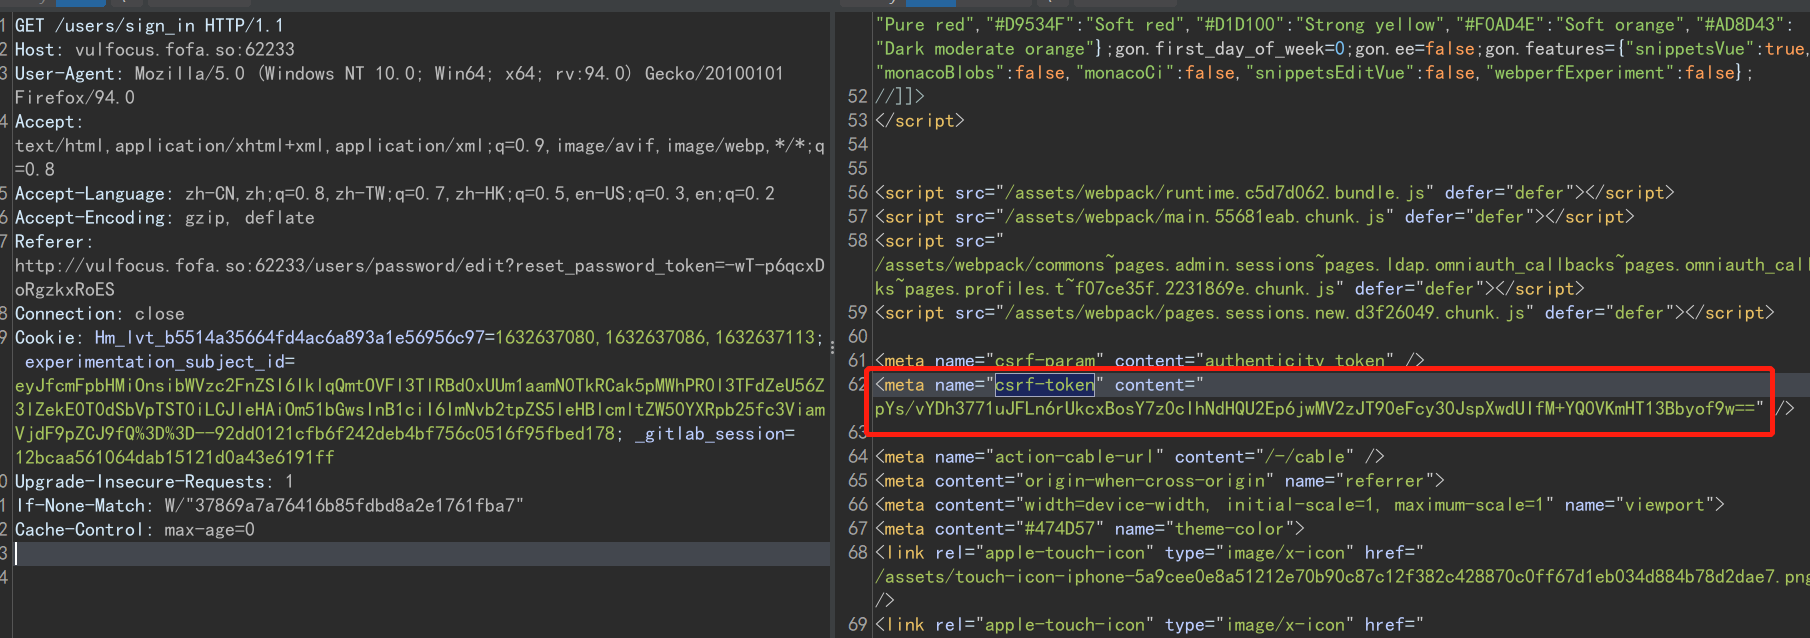 1 GET /users/sign_in HTTP/1.1
2 Host: vulfocus.fofa.so:62233
3 User-Agent: Mozilla/5.0 (Windows NT 10.0; Win64; x64; rv:94.0) Gecko/20100101
Firefox/94.0
4 Accept:
text/html,application/xhtml+xml,application/xml;q=0.9,image/avif,image/webp,*/*;q
=0.8
5 Accept-Language: zh-CN,zh;q=0.8,zh-TW;q=0.7,zh-HK;q=0.5,en-US;q=0.3,en;q=0.2
6 Accept-Encoding: gzip, deflate
7 Referer:
http://vulfocus.fofa.so:62233/users/password/edit?reset_password_token=-wT-p6qcxD
oRgzkxRoES
8 Connection: close
9 Cookie: Hm_lvt_b5514a35664fd4ac6a893a1e56956c97=1632637080,1632637086,1632637113;
experimentation_subject_id=
eyJfcmFpbHMiOnsibWVzc2FnZSI6IklqQmtOVFl3TlRBd0xUUm1aamN0TkRCak5pMWhPR0l3TFdZeU56Z
3lZekE0T0dSbVpTST0iLCJleHAiOm51bGwsInB1ciI6ImNvb2tpZS5leHBlcmltZW50YXRpb25fc3Viam
VjdF9pZCJ9fQ%3D%3D--92dd0121cfb6f242deb4bf756c0516f95fbed178; _gitlab_session=
12bcaa561064dab15121d0a43e6191ff
0 Upgrade-Insecure-Requests: 1
1 If-None-Match: W/"37869a7a76416b85fdbd8a2e1761fba7"
2 Cache-Control: max-age=0
3
4
"Pure red","#D9534F":"Soft red","#D1D100":"Strong yellow","#F0AD4E":"Soft orange","#AD8D43":
"Dark moderate orange"};gon.first_day_of_week=0;gon.ee=false;gon.features={"snippetsVue":true,
"monacoBlobs":false,"monacoCi":false,"snippetsEditVue":false,"webperfExperiment":false};
52 //]]>
53 </script>
54
55
56 <script src="/assets/webpack/runtime.c5d7d062.bundle.js" defer="defer"></script>
57 <script src="/assets/webpack/main.55681eab.chunk.js" defer="defer"></script>
58 <script src="
/assets/webpack/commons~pages.admin.sessions~pages.ldap.omniauth_callbacks~pages.omniauth_call
ks~pages.profiles.t~f07ce35f.2231869e.chunk.js" defer="defer"></script>
59 <script src="/assets/webpack/pages.sessions.new.d3f26049.chunk.js" defer="defer"></script>
60
61 <meta name="csrf-param" content="authenticity_token" />
62 <meta name="csrf-token" content="
pYs/vYDh3771uJFLn6rUkcxBosY7z0clhNdHQU2Ep6jwMV2zJT90eFcy30JspXwdUIfM+YQ0VKmHT13Bbyof9w==" />
63
64 <meta name="action-cable-url" content="/-/cable" />
65 <meta content="origin-when-cross-origin" name="referrer">
66 <meta content="width=device-width, initial-scale=1, maximum-scale=1" name="viewport">
67 <meta content="#474D57" name="theme-color">
68 <link rel="apple-touch-icon" type="image/x-icon" href="
/assets/touch-icon-iphone-5a9cee0e8a51212e70b90c87c12f382c428870c0ff67d1eb034d884b78d2dae7.png
/>
69 <link rel="apple-touch-icon" type="image/x-icon" href="